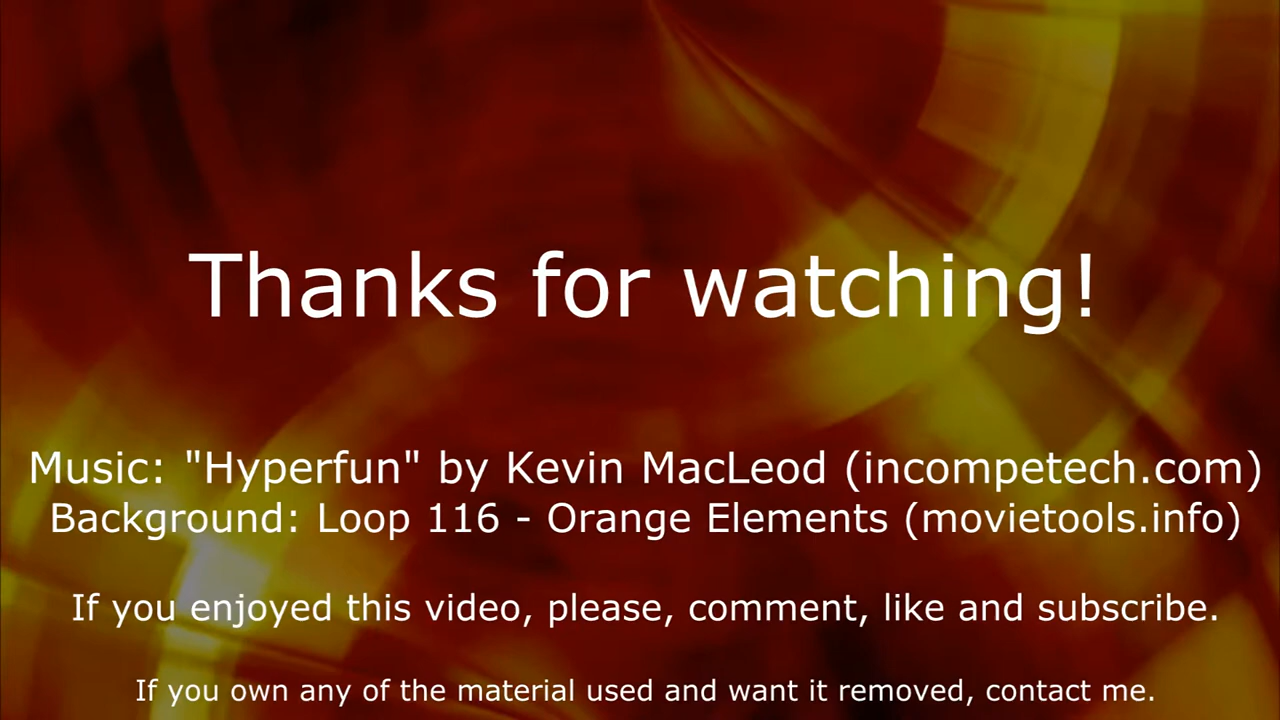 Thanks for watching!
Music: "Hyperfun" by Kevin MacLeod (incompetech.com)
Background: Loop 116 - Orange Elements (movietools.info)
If you enjoyed this video, please, comment, like and subscribe.
If you own any of the material used and want it removed, contact me.